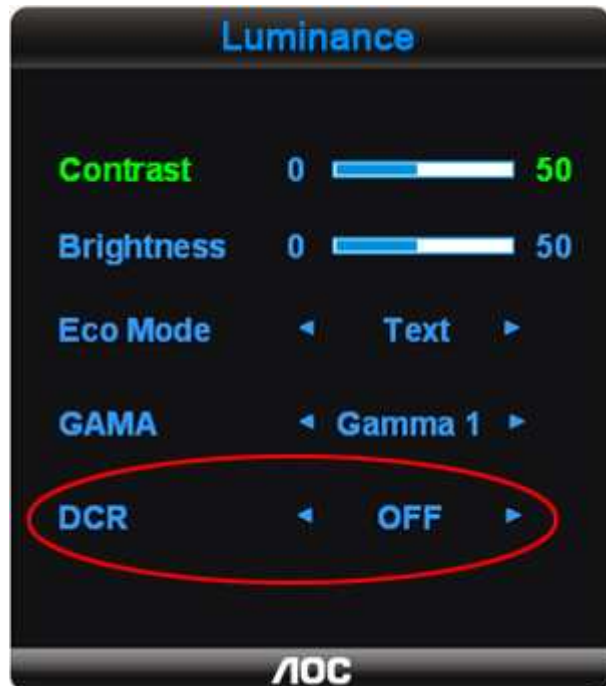 Luminance
Contrast 0 50
Brightness 0 50
Eco Mode Text
GAMA Gamma 1
DCR OFF
AOC